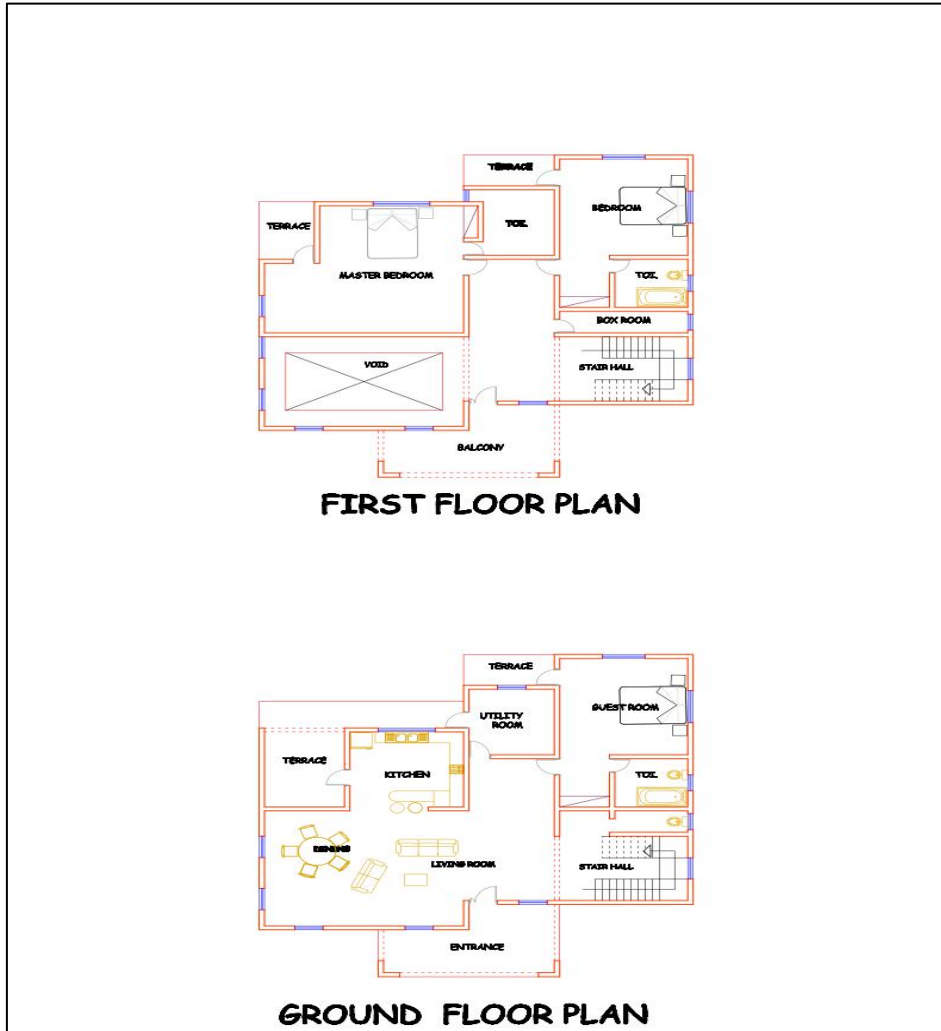 TERRACE
BEDROOM
TERRACE
TOIL
MASTER BEDROOM
TOIL
BOX ROOM
VOID
STAIR HALL
BALCONY
FIRST FLOOR PLAN
TERRACE
GUEST ROOM
UTILITY
ROOM
TERRACE
KITCHEN
TOIL
DINING
LIVING ROOM
STAIR HALL
ENTRANCE
GROUND FLOOR PLAN